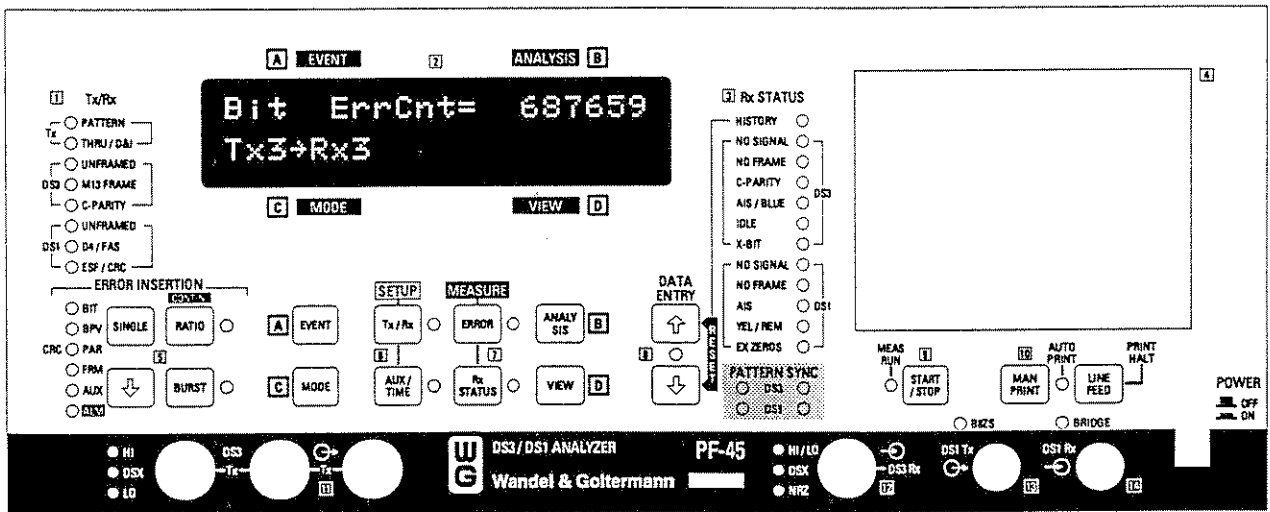 A EVENT 2 ANALYSIS B
Bit ErrCnt= 687659
Tx3→Rx3
C MODE VIEW D
1 Tx/Rx
Tx
PATTERN
THRU / D&I
DS3
UNFRAMED
M13 FRAME
C-PARITY
DS1
UNFRAMED
D4 / FAS
ESF / CRC
ERROR INSERTION
BIT
BPV
CRC PAR
FRM
AUX
ALM
SINGLE
CONTIN.
RATIO
5
⇩
BURST
A EVENT
C MODE
SETUP
Tx / Rx
6
AUX / TIME
MEASURE
ERROR
7
Rx STATUS
ANALY SIS B
VIEW D
DATA ENTRY
⇧
8
⇩
3 Rx STATUS
HISTORY
NO SIGNAL
NO FRAME
C-PARITY
AIS / BLUE
IDLE
X-BIT
DS3
NO SIGNAL
NO FRAME
AIS
YEL / REM
EX ZEROS
DS1
PATTERN SYNC
DS3
DS1
4
MEAS RUN
9
START / STOP
10
MAN PRINT
AUTO PRINT
LINE FEED
PRINT HALT
POWER
OFF
ON
B8ZS
BRIDGE
HI
DSX
LO
DS3
Tx
11
Tx
WG
DS3 / DS1 ANALYZER PF-45
Wandel & Goltermann
HI / LO
DSX
NRZ
DS3 Rx
12
DS1 Tx
13
DS1 Rx
14